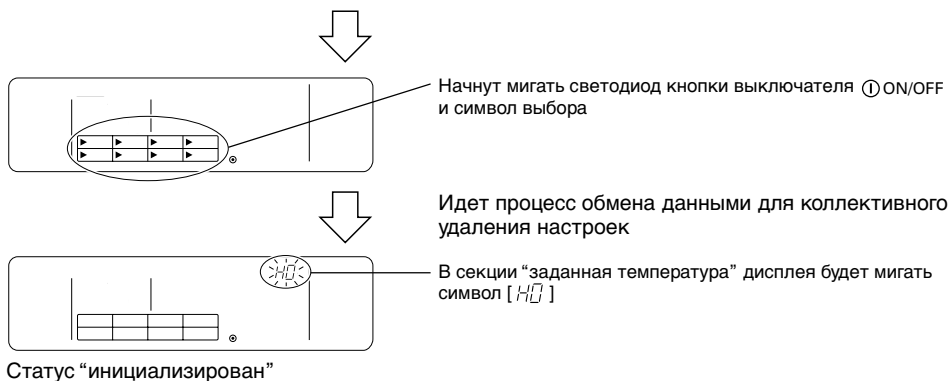 Начнут мигать светодиод кнопки выключателя ON/OFF
и символ выбора
Идет процесс обмена данными для коллективного
удаления настроек
H0
В секции “заданная температура” дисплея будет мигать
символ [ H0 ]
Статус “инициализирован”